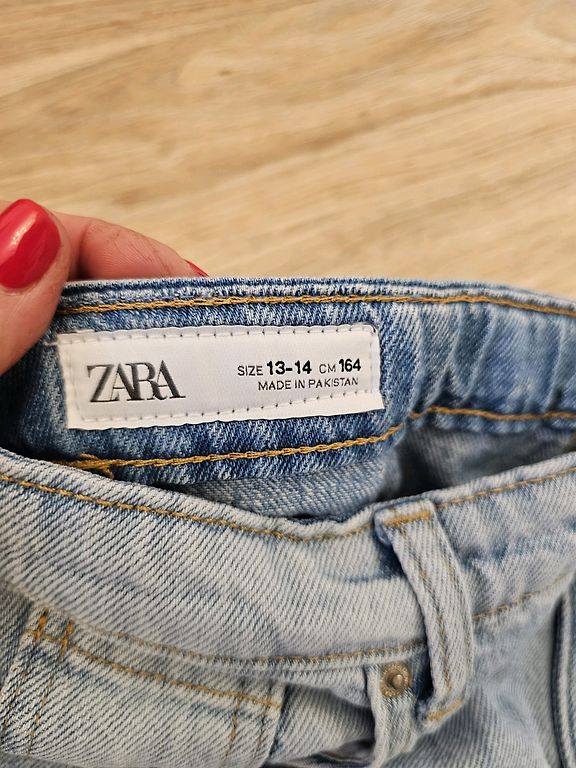 ZARA
SIZE 13-14 CM 164
MADE IN PAKISTAN